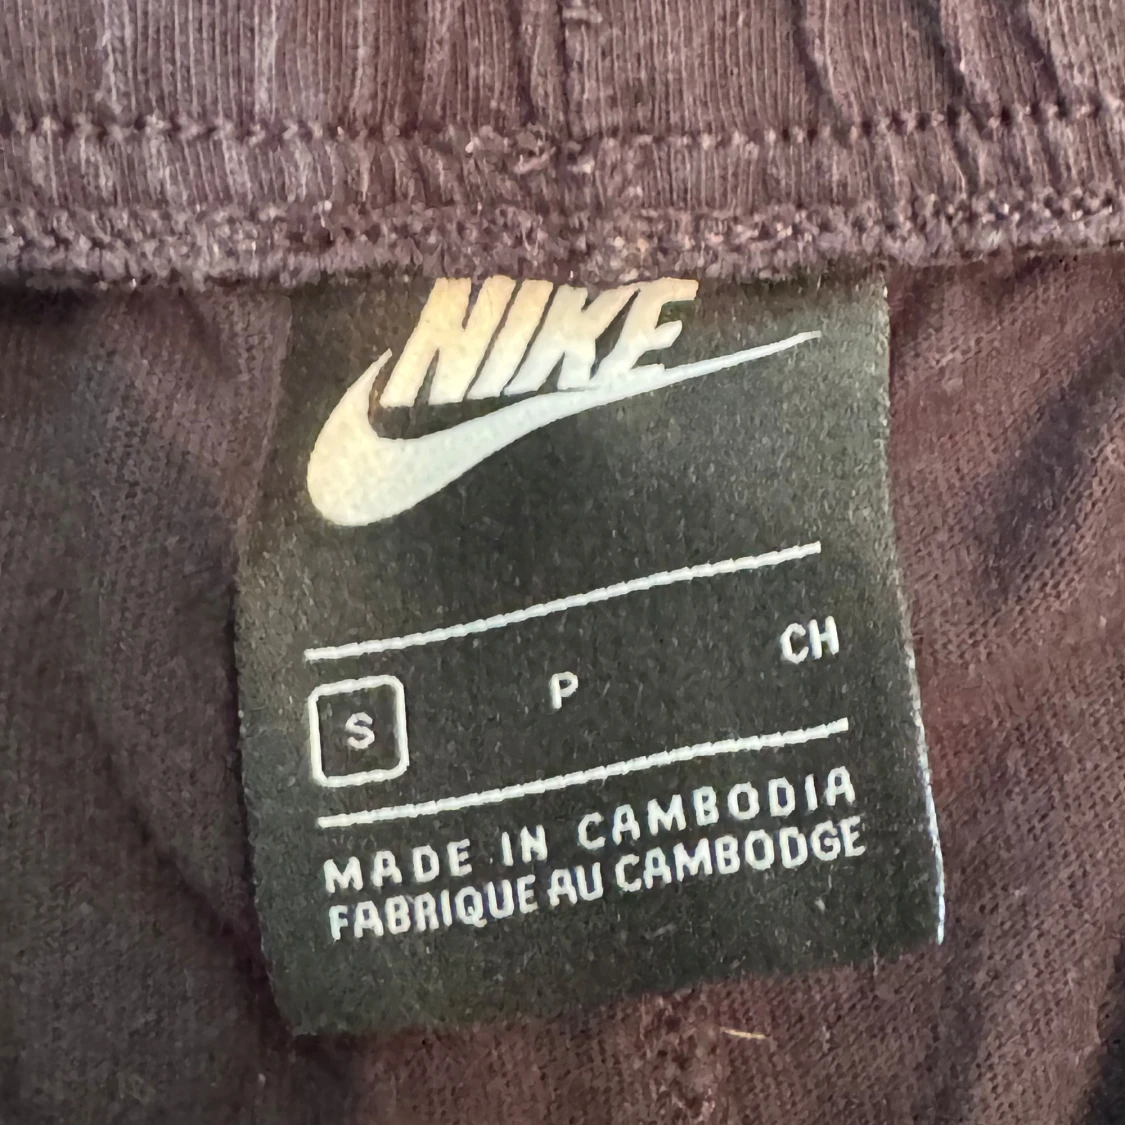 NIKE
S P CH
MADE IN CAMBODIA
FABRIQUE AU CAMBODGE